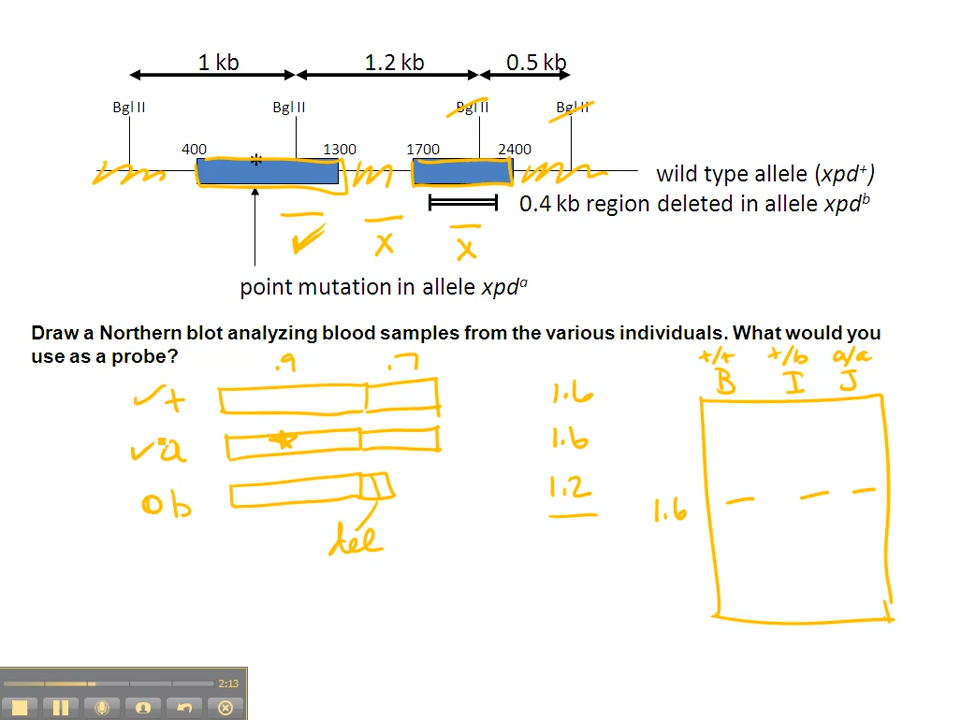 1 kb 1.2 kb 0.5 kb
Bgl II Bgl II Bgl II Bgl II
400 1300 1700 2400
*
wild type allele (xpd+)
0.4 kb region deleted in allele xpdb
✓ x x
point mutation in allele xpda
Draw a Northern blot analyzing blood samples from the various individuals. What would you
use as a probe?
.9 .7
+/+ +/b a/a
B I J
✓ + 1.6
✓ a 1.6
0 b 1.2
1.6
del
2:13